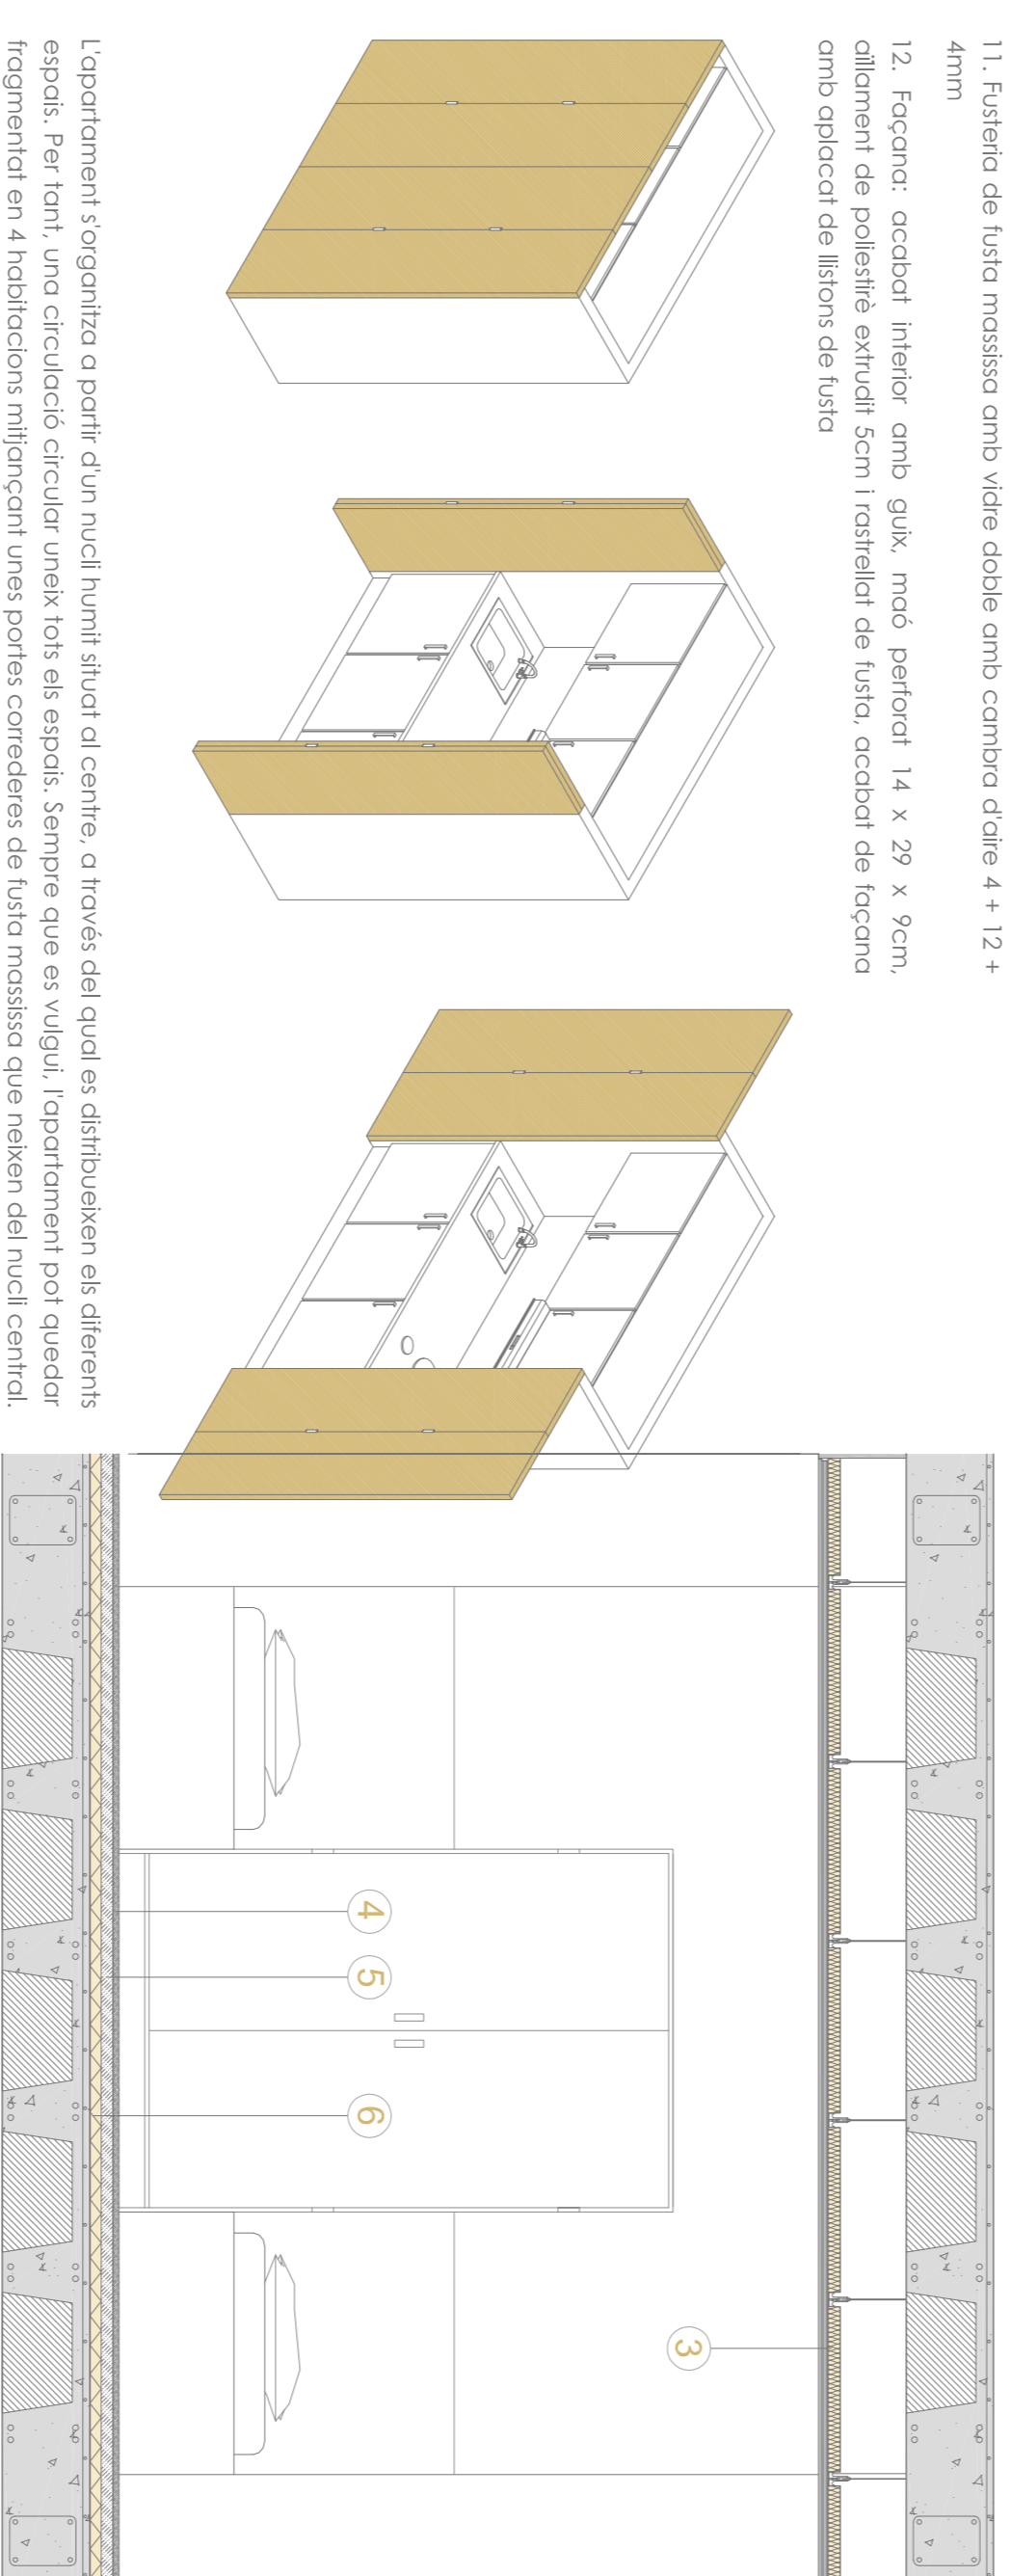 11. Fusteria de fusta massissa amb vidre doble amb cambra d'aire 4 + 12 +
4mm
12. Façana: acabat interior amb guix, maó perforat 14 x 29 x 9cm,
aïllament de poliestirè extrudit 5cm i rastrellat de fusta, acabat de façana
amb aplacat de llistons de fusta
L'apartament s'organitza a partir d'un nucli humit situat al centre, a través del qual es distribueixen els diferents
espais. Per tant, una circulació circular uneix tots els espais. Sempre que es vulgui, l'apartament pot quedar
fragmentat en 4 habitacions mitjançant unes portes correderes de fusta massissa que neixen del nucli central.
3
4
5
6